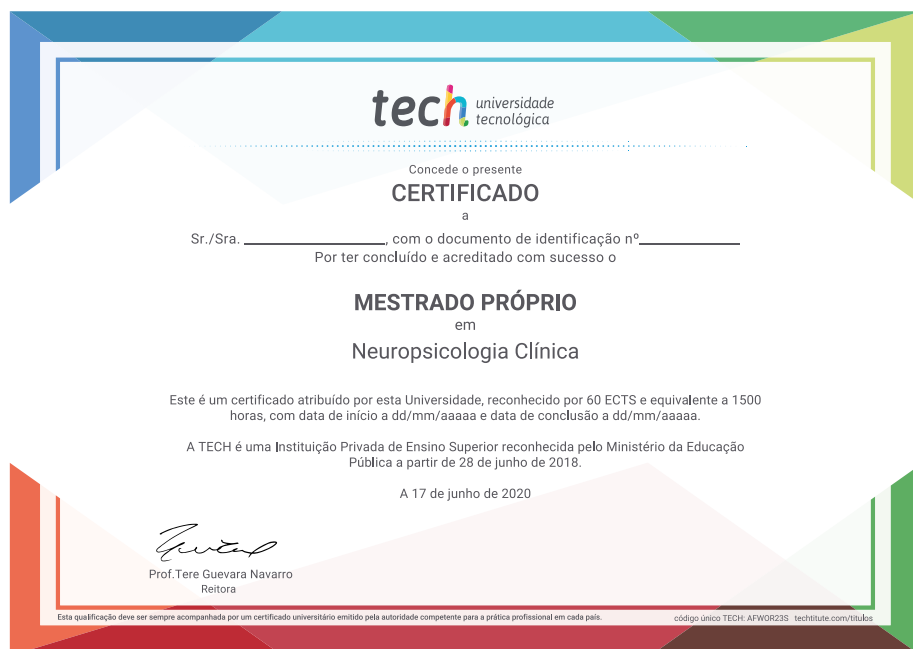 tech universidade
tecnológica
Concede o presente
CERTIFICADO
a
Sr./Sra. ____________________, com o documento de identificação nº______________
Por ter concluído e acreditado com sucesso o
MESTRADO PRÓPRIO
em
Neuropsicologia Clínica
Este é um certificado atribuído por esta Universidade, reconhecido por 60 ECTS e equivalente a 1500
horas, com data de início a dd/mm/aaaaa e data de conclusão a dd/mm/aaaaa.
A TECH é uma Instituição Privada de Ensino Superior reconhecida pelo Ministério da Educação
Pública a partir de 28 de junho de 2018.
A 17 de junho de 2020
Prof.Tere Guevara Navarro
Reitora
Esta qualificação deve ser sempre acompanhada por um certificado universitário emitido pela autoridade competente para a prática profissional em cada país.
código único TECH: AFWOR23S techtitute.com/titulos